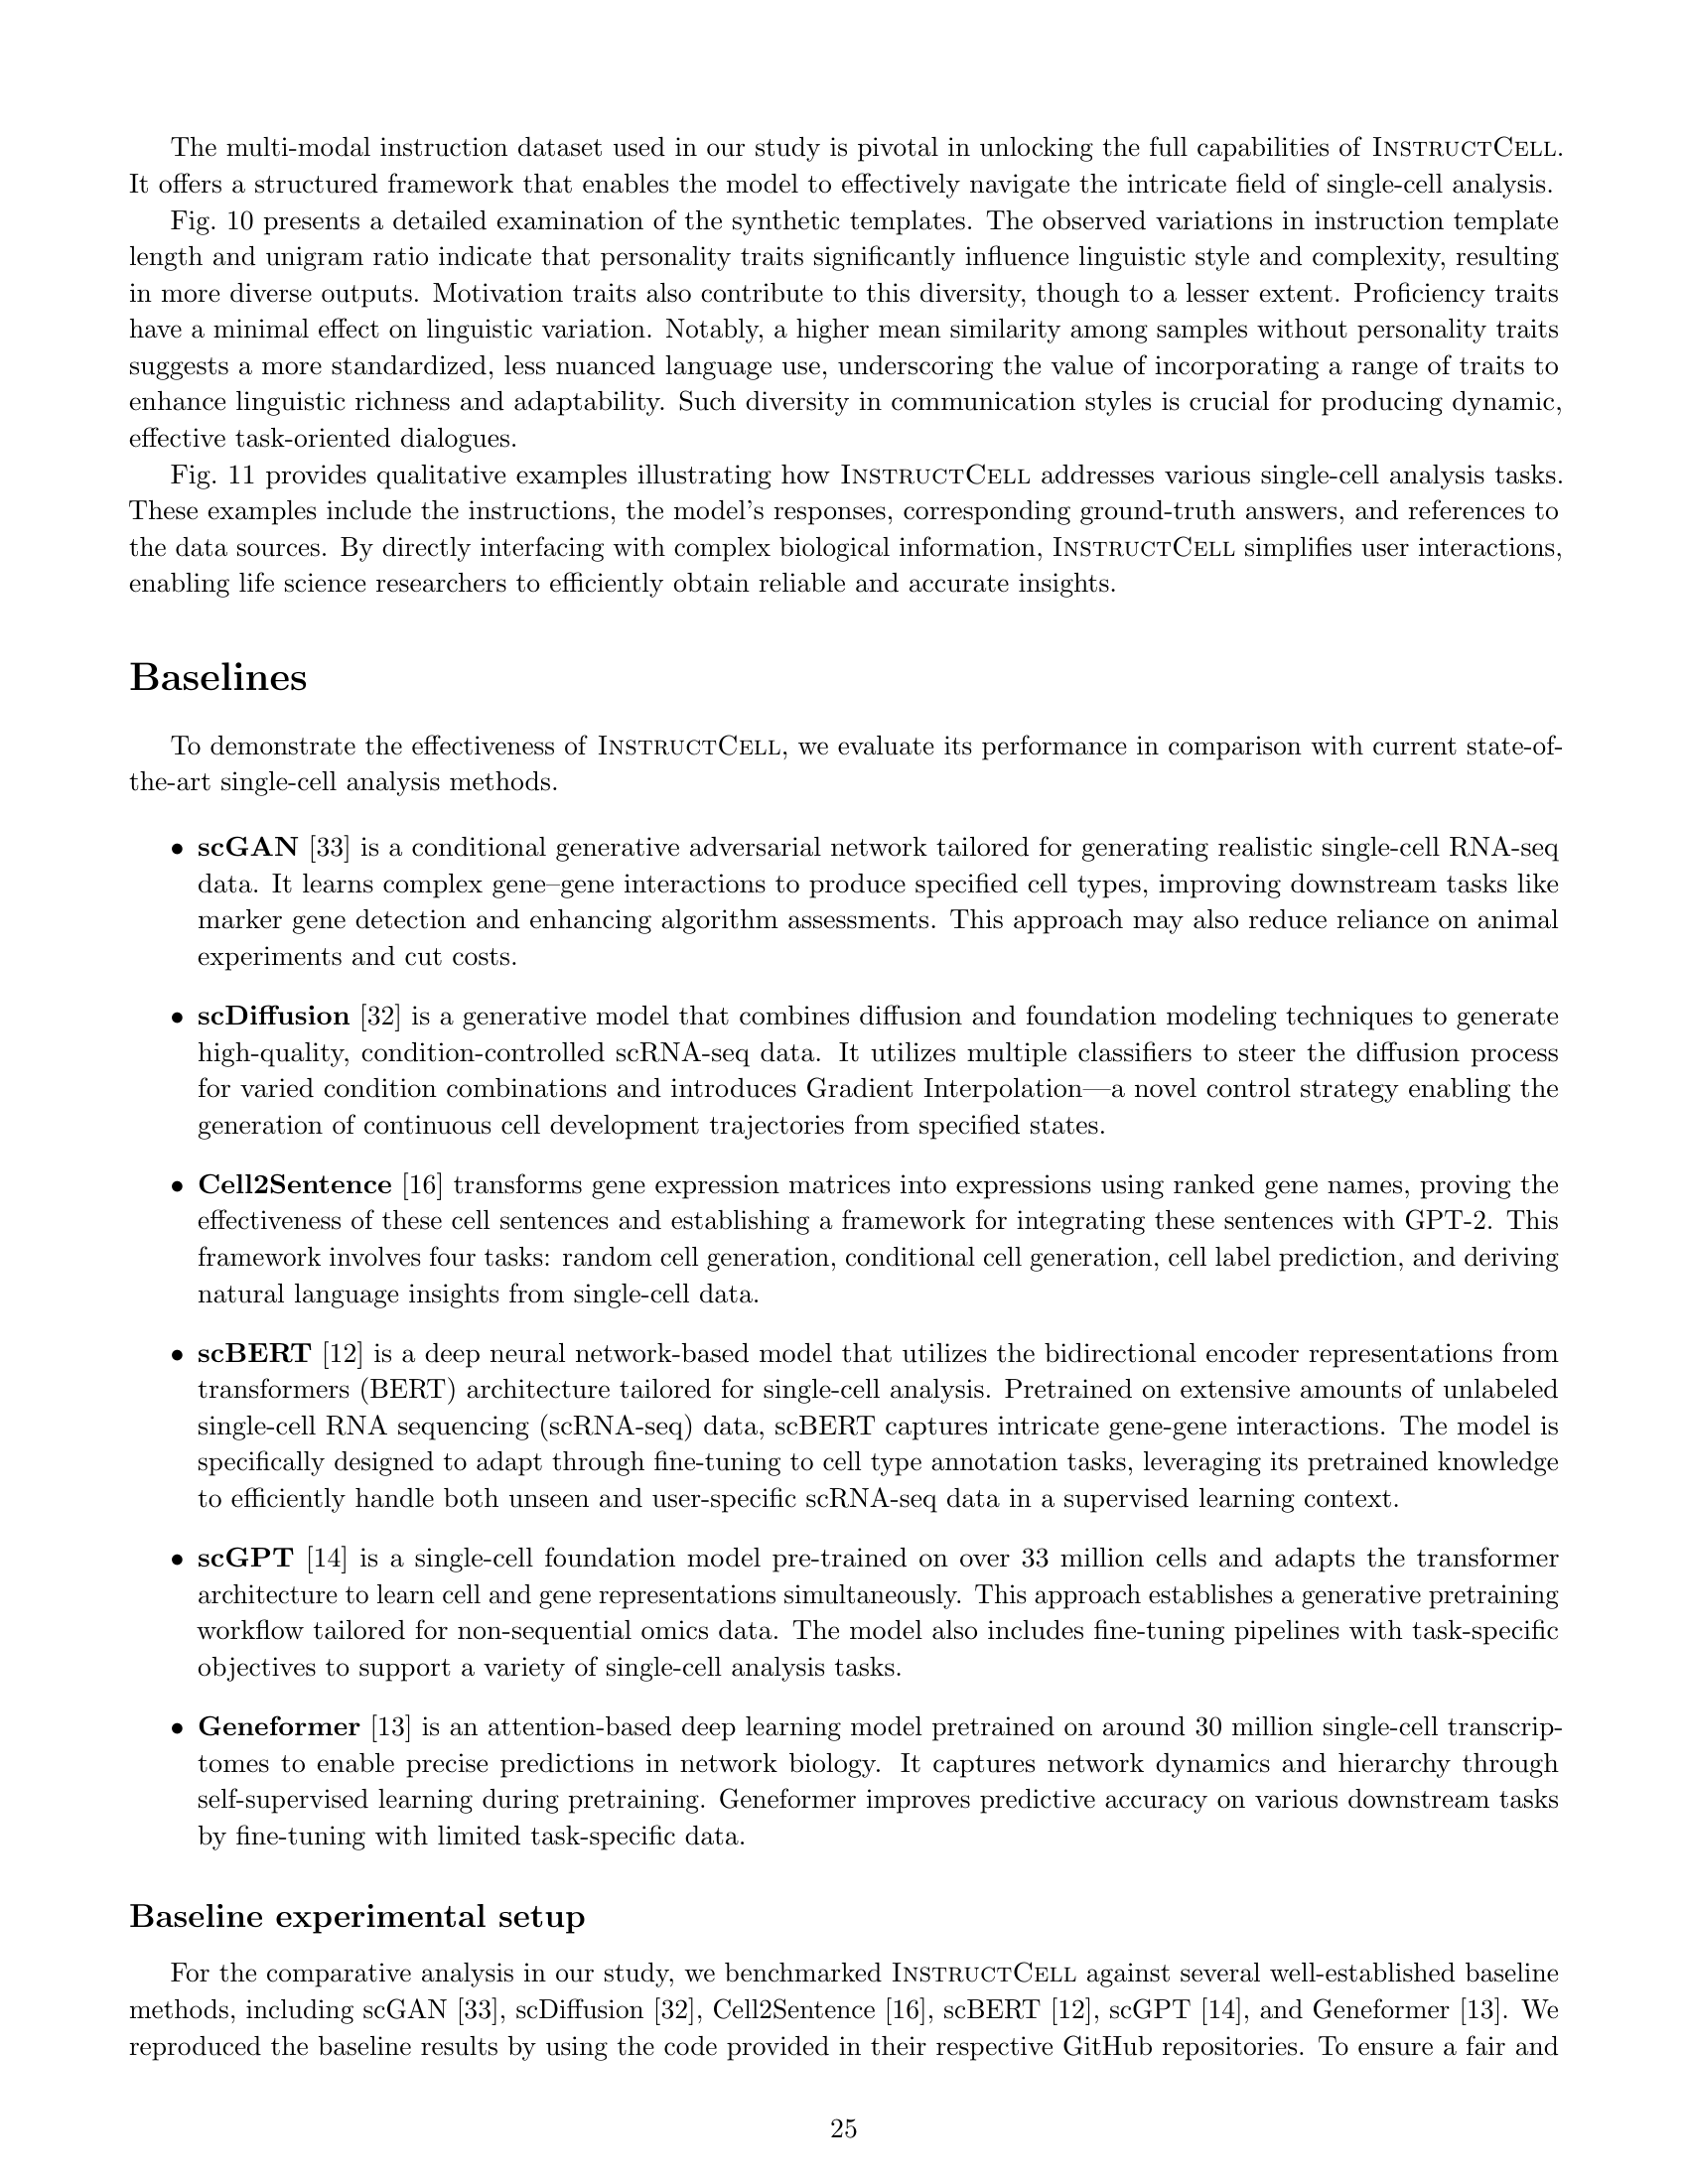 The multi-modal instruction dataset used in our study is pivotal in unlocking the full capabilities of INSTRUCTCELL.
It offers a structured framework that enables the model to effectively navigate the intricate field of single-cell analysis.
Fig. 10 presents a detailed examination of the synthetic templates. The observed variations in instruction template
length and unigram ratio indicate that personality traits significantly influence linguistic style and complexity, resulting
in more diverse outputs. Motivation traits also contribute to this diversity, though to a lesser extent. Proficiency traits
have a minimal effect on linguistic variation. Notably, a higher mean similarity among samples without personality traits
suggests a more standardized, less nuanced language use, underscoring the value of incorporating a range of traits to
enhance linguistic richness and adaptability. Such diversity in communication styles is crucial for producing dynamic,
effective task-oriented dialogues.
Fig. 11 provides qualitative examples illustrating how INSTRUCTCELL addresses various single-cell analysis tasks.
These examples include the instructions, the model's responses, corresponding ground-truth answers, and references to
the data sources. By directly interfacing with complex biological information, INSTRUCTCELL simplifies user interactions,
enabling life science researchers to efficiently obtain reliable and accurate insights.
Baselines
To demonstrate the effectiveness of INSTRUCTCELL, we evaluate its performance in comparison with current state-of-
the-art single-cell analysis methods.
• scGAN [33] is a conditional generative adversarial network tailored for generating realistic single-cell RNA-seq
data. It learns complex gene–gene interactions to produce specified cell types, improving downstream tasks like
marker gene detection and enhancing algorithm assessments. This approach may also reduce reliance on animal
experiments and cut costs.
• scDiffusion [32] is a generative model that combines diffusion and foundation modeling techniques to generate
high-quality, condition-controlled scRNA-seq data. It utilizes multiple classifiers to steer the diffusion process
for varied condition combinations and introduces Gradient Interpolation—a novel control strategy enabling the
generation of continuous cell development trajectories from specified states.
• Cell2Sentence [16] transforms gene expression matrices into expressions using ranked gene names, proving the
effectiveness of these cell sentences and establishing a framework for integrating these sentences with GPT-2. This
framework involves four tasks: random cell generation, conditional cell generation, cell label prediction, and deriving
natural language insights from single-cell data.
• scBERT [12] is a deep neural network-based model that utilizes the bidirectional encoder representations from
transformers (BERT) architecture tailored for single-cell analysis. Pretrained on extensive amounts of unlabeled
single-cell RNA sequencing (scRNA-seq) data, scBERT captures intricate gene-gene interactions. The model is
specifically designed to adapt through fine-tuning to cell type annotation tasks, leveraging its pretrained knowledge
to efficiently handle both unseen and user-specific scRNA-seq data in a supervised learning context.
• scGPT [14] is a single-cell foundation model pre-trained on over 33 million cells and adapts the transformer
architecture to learn cell and gene representations simultaneously. This approach establishes a generative pretraining
workflow tailored for non-sequential omics data. The model also includes fine-tuning pipelines with task-specific
objectives to support a variety of single-cell analysis tasks.
• Geneformer [13] is an attention-based deep learning model pretrained on around 30 million single-cell transcrip-
tomes to enable precise predictions in network biology. It captures network dynamics and hierarchy through
self-supervised learning during pretraining. Geneformer improves predictive accuracy on various downstream tasks
by fine-tuning with limited task-specific data.
Baseline experimental setup
For the comparative analysis in our study, we benchmarked INSTRUCTCELL against several well-established baseline
methods, including scGAN [33], scDiffusion [32], Cell2Sentence [16], scBERT [12], scGPT [14], and Geneformer [13]. We
reproduced the baseline results by using the code provided in their respective GitHub repositories. To ensure a fair and
25